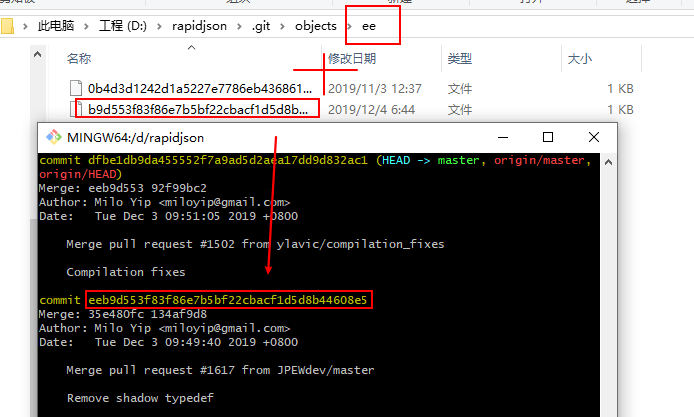 此电脑 › 工程 (D:) › rapidjson › .git › objects › ee
名称 修改日期 类型 大小
0b4d3d1242d1a5227e7786eb436861... 2019/11/3 12:37 文件 1 KB
b9d553f83f86e7b5bf22cbacf1d5d8b... 2019/12/4 6:44 文件 1 KB
MINGW64:/d/rapidjson
commit dfbe1db9da455552f7a9ad5d2aea17dd9d832ac1 (HEAD -> master, origin/master,
origin/HEAD)
Merge: eeb9d553 92f99bc2
Author: Milo Yip <miloyip@gmail.com>
Date: Tue Dec 3 09:51:05 2019 +0800
Merge pull request #1502 from ylavic/compilation_fixes
Compilation fixes
commit eeb9d553f83f86e7b5bf22cbacf1d5d8b44608e5
Merge: 35e480fc 134af9d8
Author: Milo Yip <miloyip@gmail.com>
Date: Tue Dec 3 09:49:40 2019 +0800
Merge pull request #1617 from JPEWdev/master
Remove shadow typedef